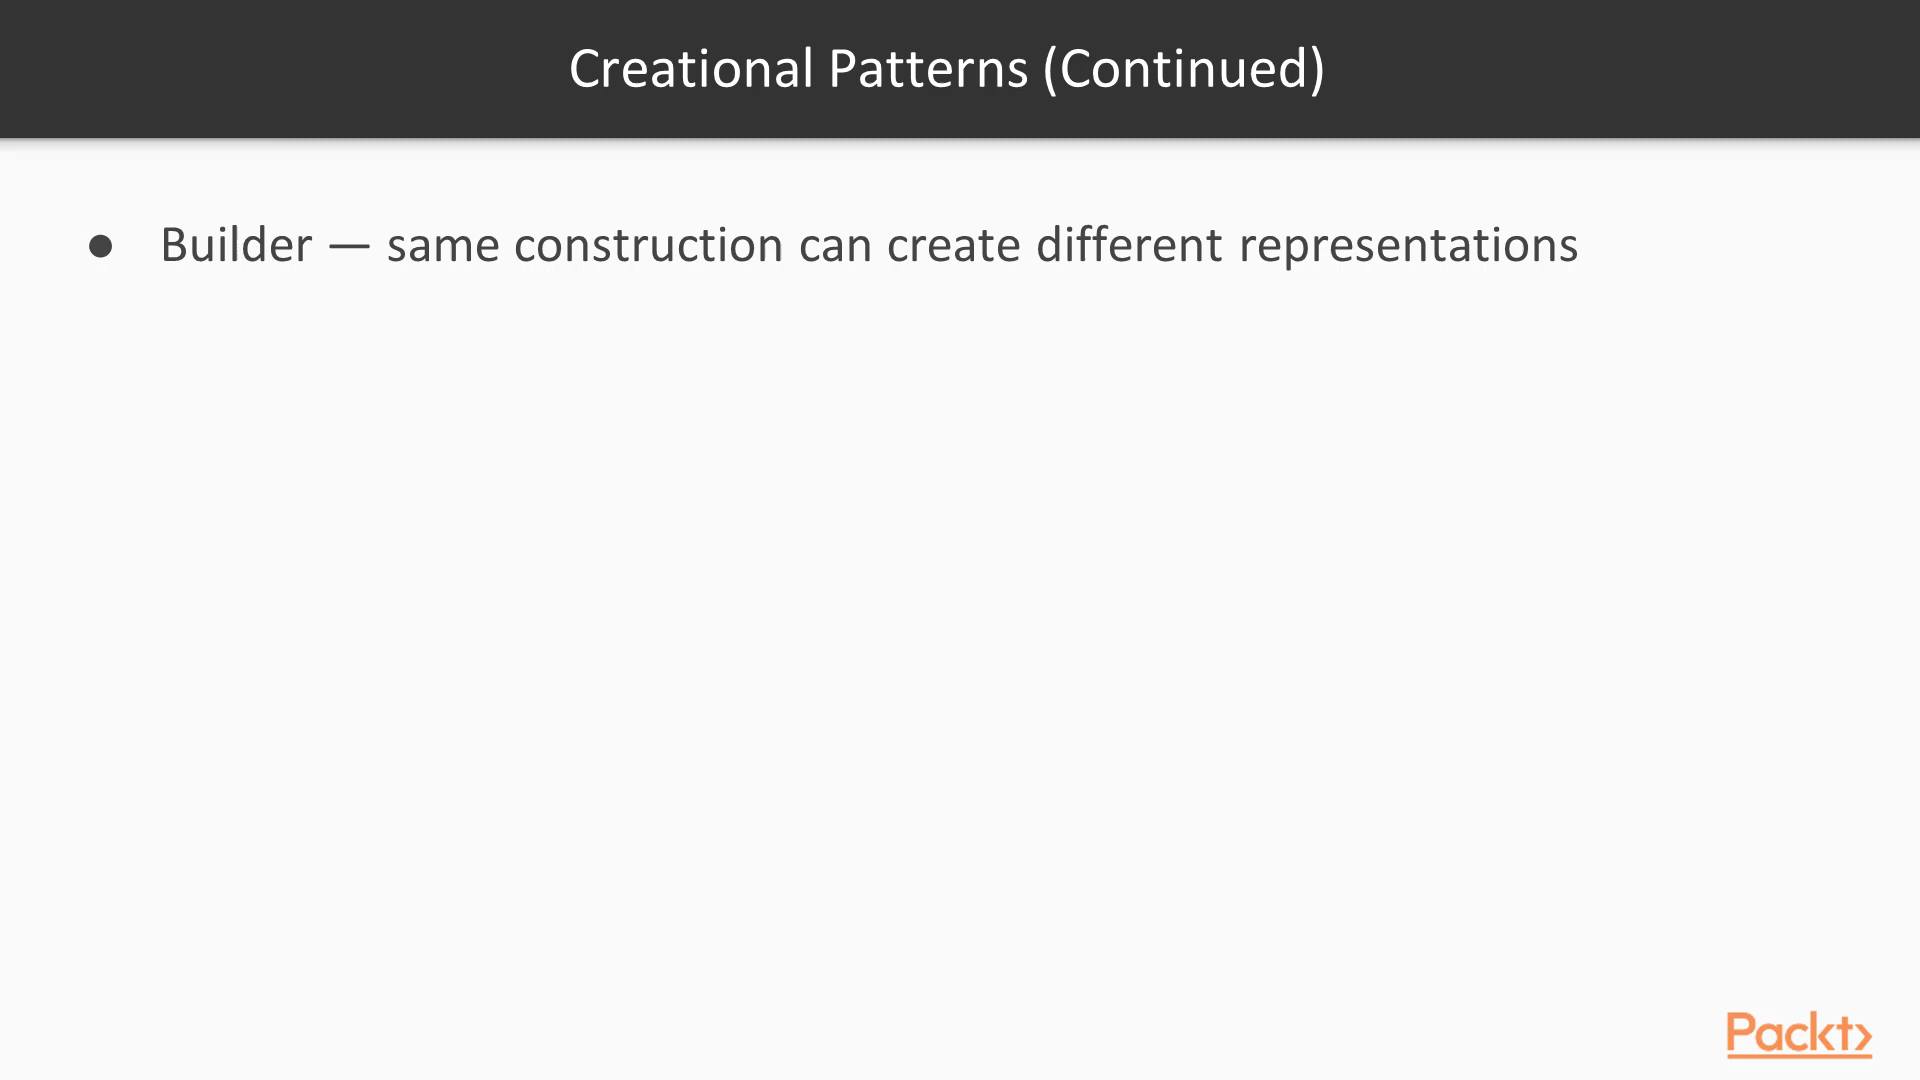 Creational Patterns (Continued)
● Builder — same construction can create different representations
Packt>